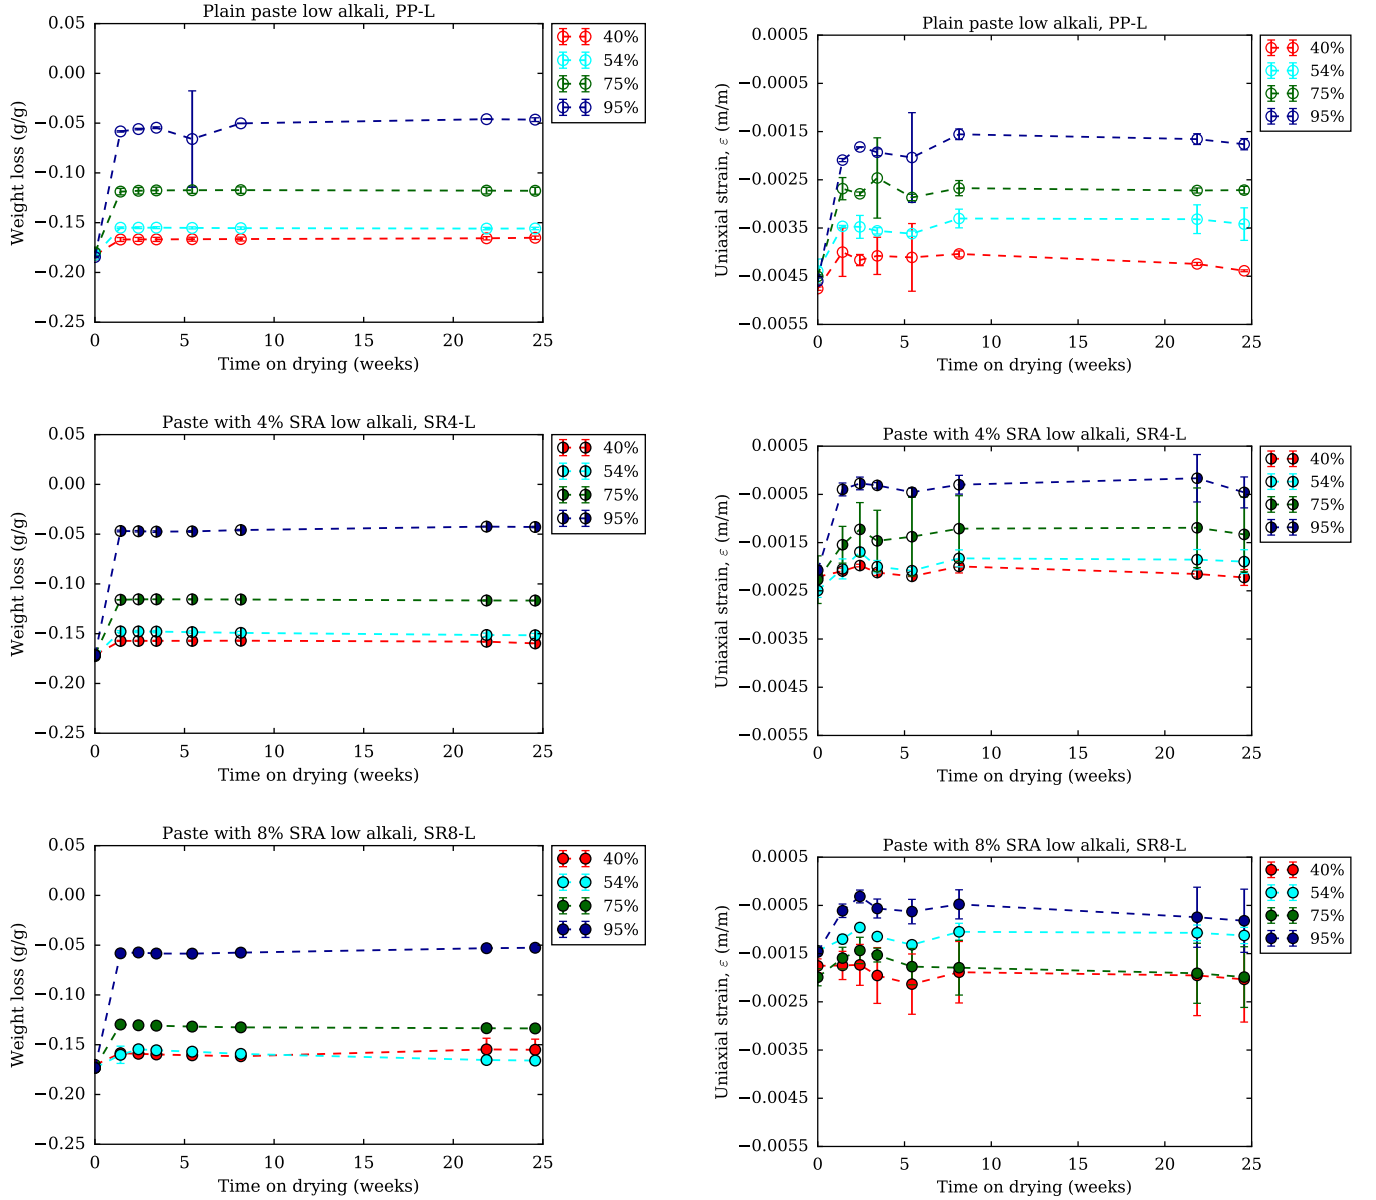 Plain paste low alkali, PP-L
0.05
0.00
−0.05
−0.10
−0.15
−0.20
−0.25
Weight loss (g/g)
0 5 10 15 20 25
Time on drying (weeks)
40%
54%
75%
95%
Plain paste low alkali, PP-L
0.0005
−0.0005
−0.0015
−0.0025
−0.0035
−0.0045
−0.0055
Uniaxial strain, ε (m/m)
0 5 10 15 20 25
Time on drying (weeks)
40%
54%
75%
95%
Paste with 4% SRA low alkali, SR4-L
0.05
0.00
−0.05
−0.10
−0.15
−0.20
−0.25
Weight loss (g/g)
0 5 10 15 20 25
Time on drying (weeks)
40%
54%
75%
95%
Paste with 4% SRA low alkali, SR4-L
0.0005
−0.0005
−0.0015
−0.0025
−0.0035
−0.0045
−0.0055
Uniaxial strain, ε (m/m)
0 5 10 15 20 25
Time on drying (weeks)
40%
54%
75%
95%
Paste with 8% SRA low alkali, SR8-L
0.05
0.00
−0.05
−0.10
−0.15
−0.20
−0.25
Weight loss (g/g)
0 5 10 15 20 25
Time on drying (weeks)
40%
54%
75%
95%
Paste with 8% SRA low alkali, SR8-L
0.0005
−0.0005
−0.0015
−0.0025
−0.0035
−0.0045
−0.0055
Uniaxial strain, ε (m/m)
0 5 10 15 20 25
Time on drying (weeks)
40%
54%
75%
95%